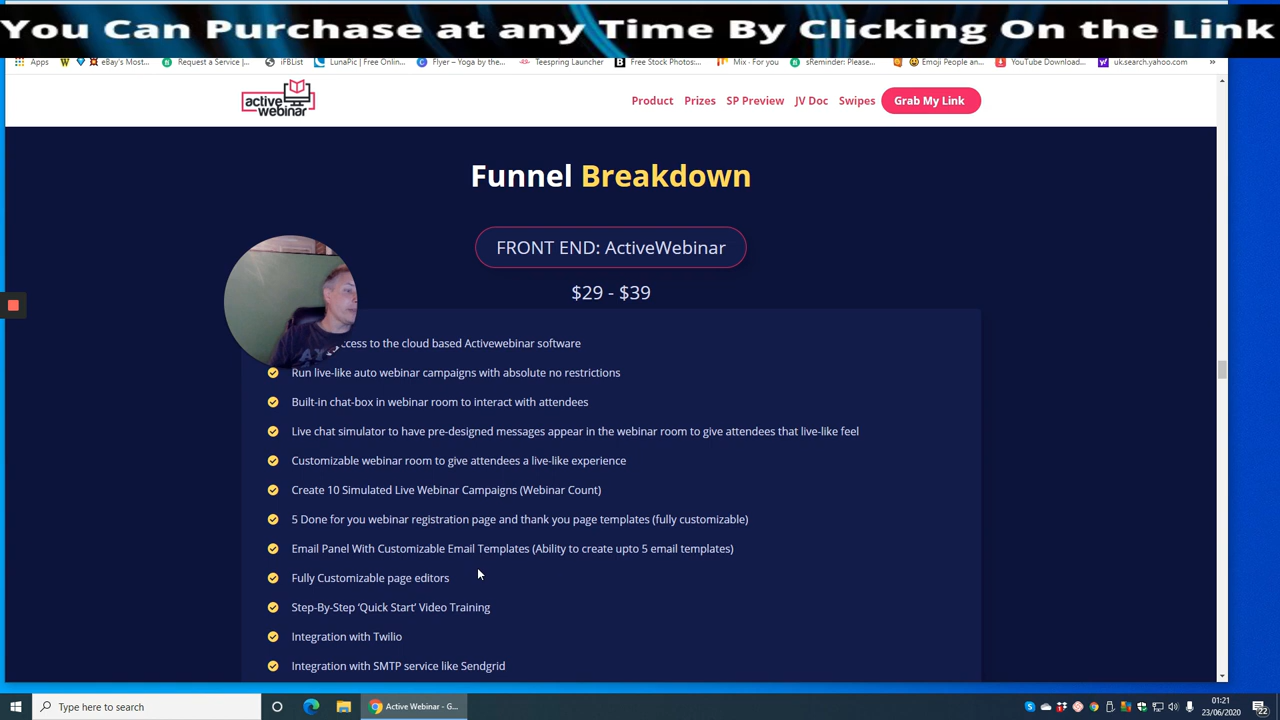 You Can Purchase at any Time By Clicking On the Link
Apps eBay's Most... Request a Service |... iFBList LunaPic | Free Onlin... Flyer – Yoga by the... Teespring Launcher Free Stock Photos:... Mix · For you sReminder: Please... Emoji People an... YouTube Download... uk.search.yahoo.com »
active webinar
Product Prizes SP Preview JV Doc Swipes Grab My Link
Funnel Breakdown
FRONT END: ActiveWebinar
$29 - $39
ccess to the cloud based Activewebinar software
Run live-like auto webinar campaigns with absolute no restrictions
Built-in chat-box in webinar room to interact with attendees
Live chat simulator to have pre-designed messages appear in the webinar room to give attendees that live-like feel
Customizable webinar room to give attendees a live-like experience
Create 10 Simulated Live Webinar Campaigns (Webinar Count)
5 Done for you webinar registration page and thank you page templates (fully customizable)
Email Panel With Customizable Email Templates (Ability to create upto 5 email templates)
Fully Customizable page editors
Step-By-Step ‘Quick Start’ Video Training
Integration with Twilio
Integration with SMTP service like Sendgrid
Type here to search
Active Webinar - G...
01:21
23/06/2020
22